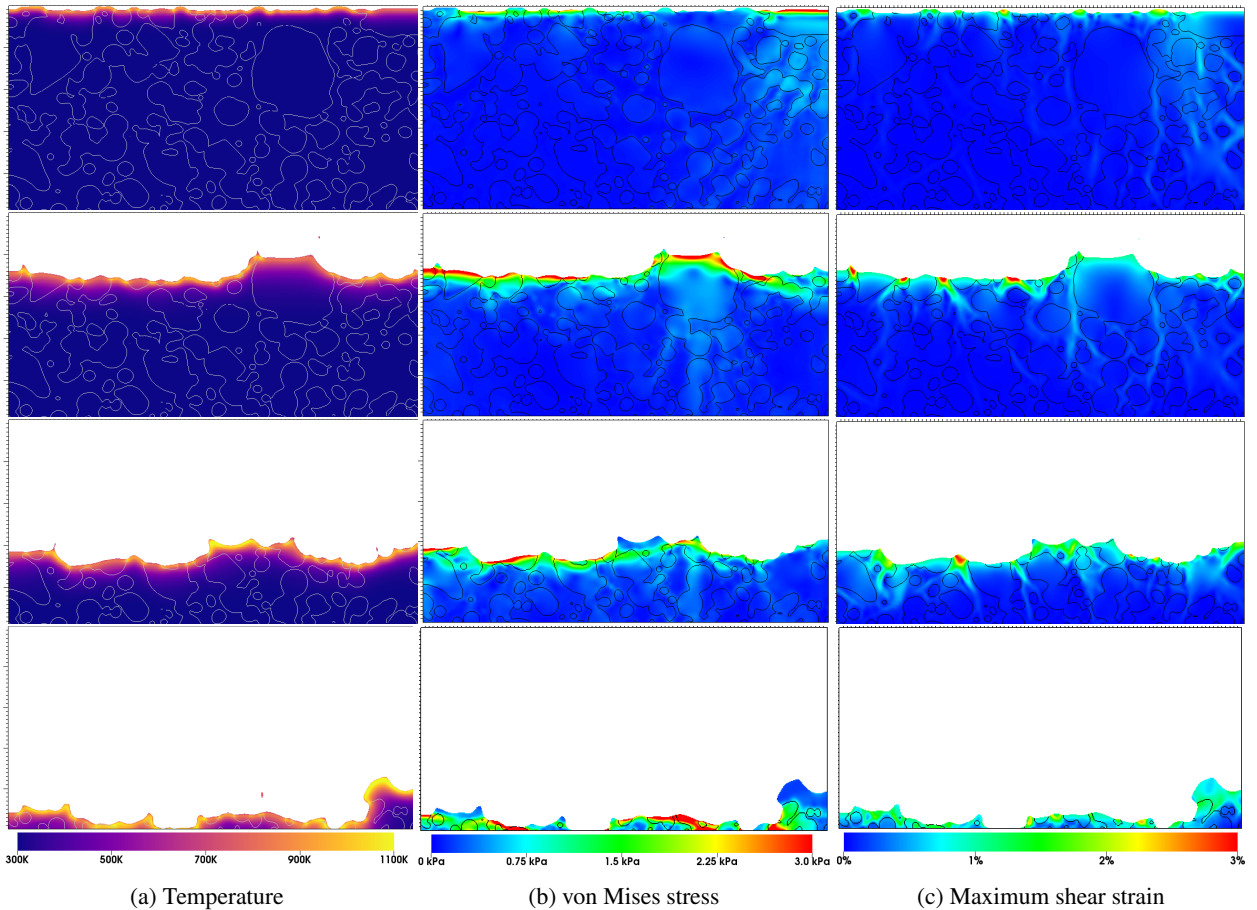 300K 500K 700K 900K 1100K
0 kPa 0.75 kPa 1.5 kPa 2.25 kPa 3.0 kPa
0% 1% 2% 3%
(a) Temperature
(b) von Mises stress
(c) Maximum shear strain